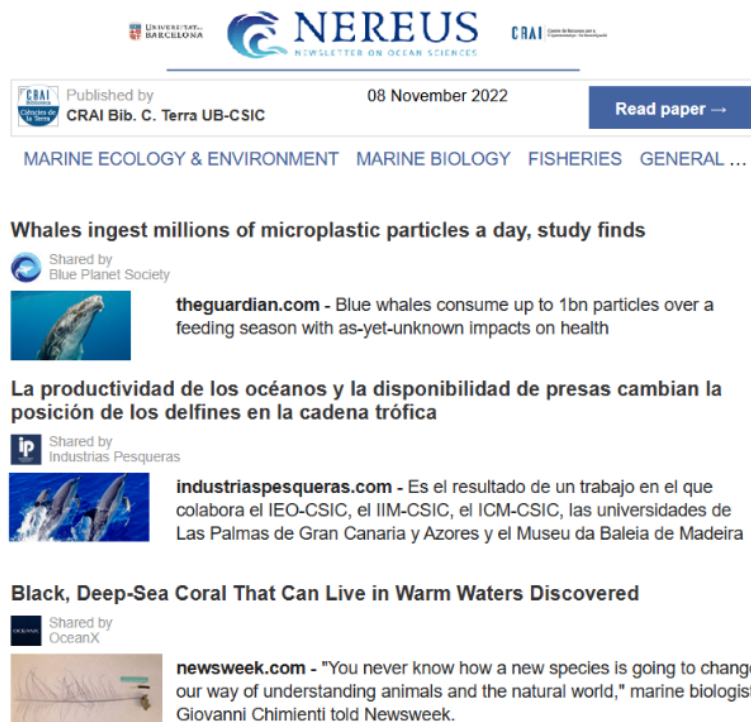 UNIVERSITAT DE
BARCELONA
NEREUS
NEWSLETTER ON OCEAN SCIENCES
CRAI
CRAI
Biblioteca
Ciències de
la Terra
Published by
CRAI Bib. C. Terra UB-CSIC
08 November 2022
Read paper →
MARINE ECOLOGY & ENVIRONMENT MARINE BIOLOGY FISHERIES GENERAL ...
Whales ingest millions of microplastic particles a day, study finds
Shared by
Blue Planet Society
theguardian.com - Blue whales consume up to 1bn particles over a
feeding season with as-yet-unknown impacts on health
La productividad de los océanos y la disponibilidad de presas cambian la
posición de los delfines en la cadena trófica
ip
Shared by
Industrias Pesqueras
industriaspesqueras.com - Es el resultado de un trabajo en el que
colabora el IEO-CSIC, el IIM-CSIC, el ICM-CSIC, las universidades de
Las Palmas de Gran Canaria y Azores y el Museu da Baleia de Madeira
Black, Deep-Sea Coral That Can Live in Warm Waters Discovered
OCEANX
Shared by
OceanX
newsweek.com - "You never know how a new species is going to change
our way of understanding animals and the natural world," marine biologist
Giovanni Chimienti told Newsweek.